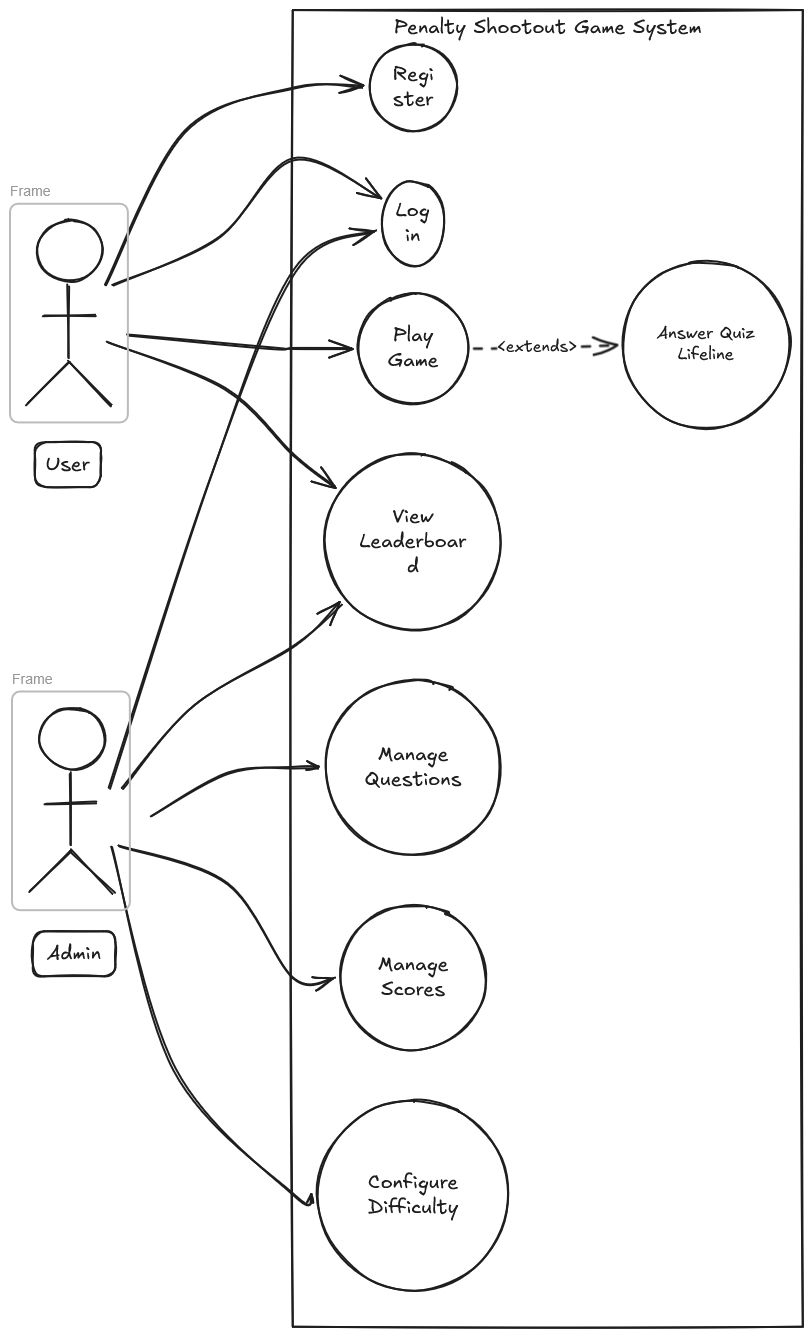 Penalty Shootout Game System
Regi
ster
Frame
Log
in
Play
Game
<extends>
Answer Quiz
Lifeline
User
View
Leaderboar
d
Frame
Manage
Questions
Admin
Manage
Scores
Configure
Difficulty